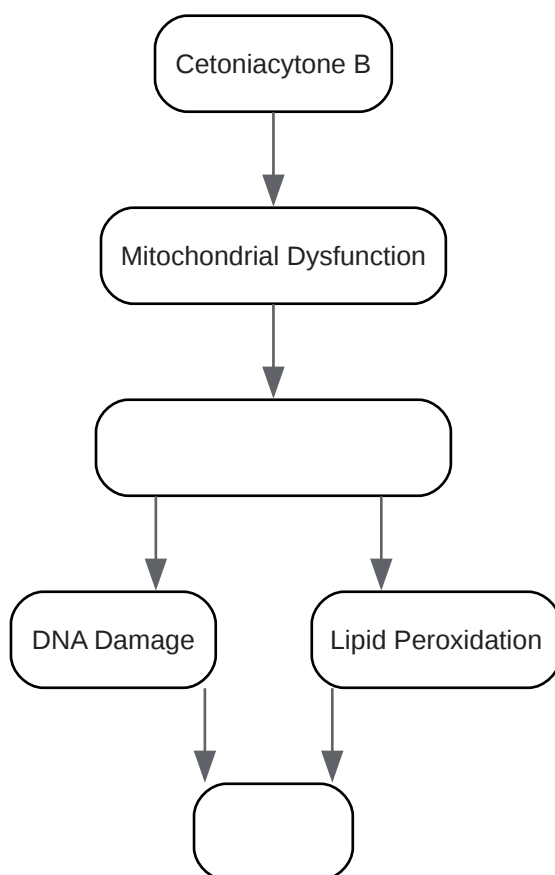 Cetoniacytone B
Mitochondrial Dysfunction
DNA Damage
Lipid Peroxidation